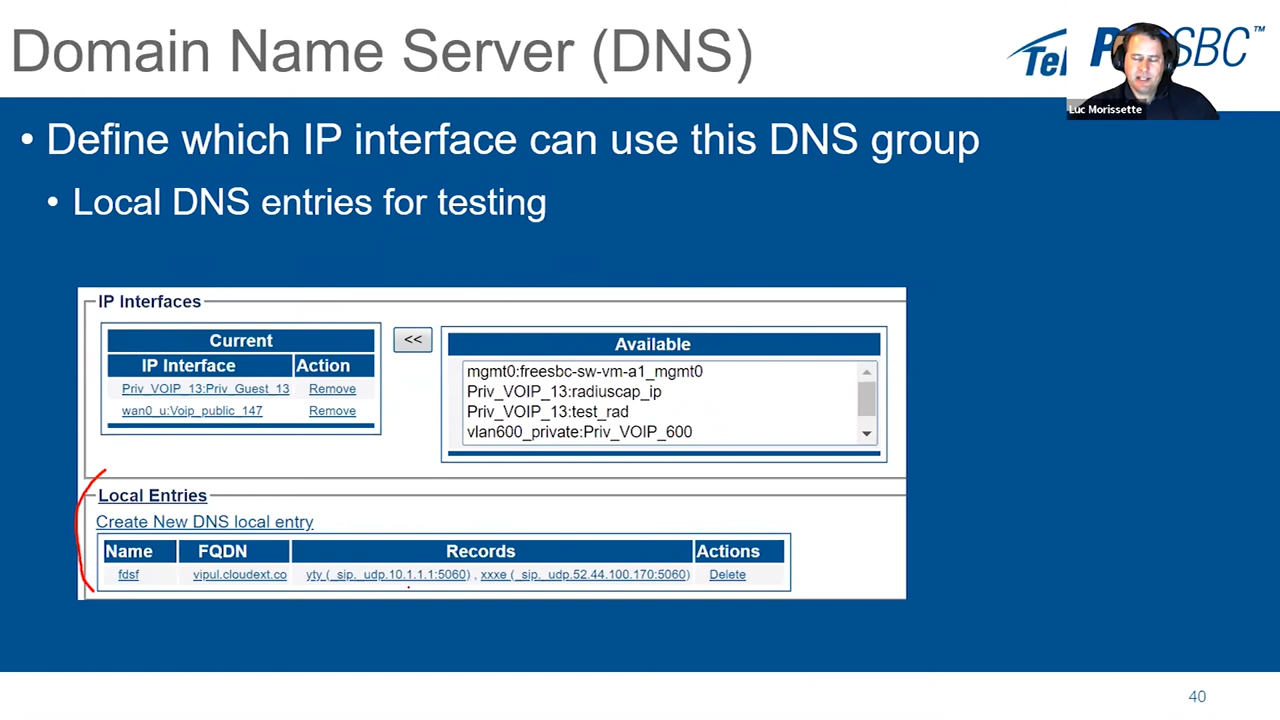 Domain Name Server (DNS)
Tel
SBC™
Luc Morissette
• Define which IP interface can use this DNS group
• Local DNS entries for testing
IP Interfaces
Current
IP Interface Action
Priv_VOIP_13:Priv_Guest_13 Remove
wan0_u:Voip_public_147 Remove
<<
Available
mgmt0:freesbc-sw-vm-a1_mgmt0
Priv_VOIP_13:radiuscap_ip
Priv_VOIP_13:test_rad
vlan600_private:Priv_VOIP_600
Local Entries
Create New DNS local entry
Name FQDN Records Actions
fdsf vipul.cloudext.co yty (_sip._udp.10.1.1.1:5060) , xxxe (_sip._udp.52.44.100.170:5060) Delete
40